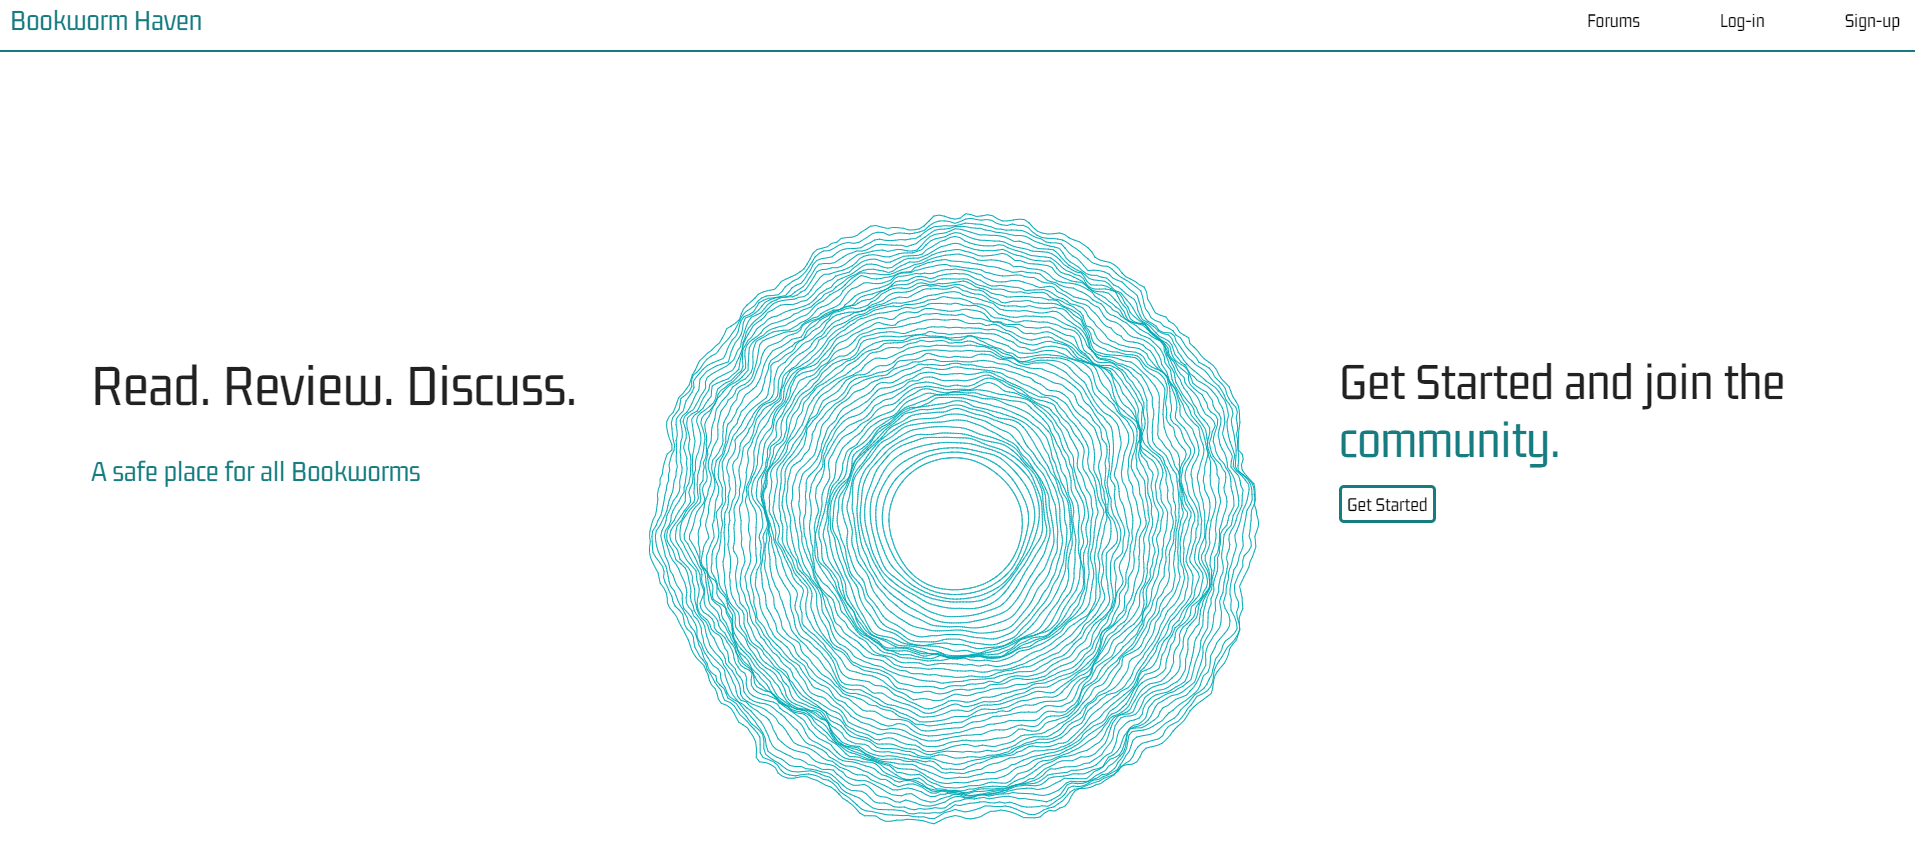 Bookworm Haven
Forums
Log-in
Sign-up
Read. Review. Discuss.
A safe place for all Bookworms
Get Started and join the
community.
Get Started